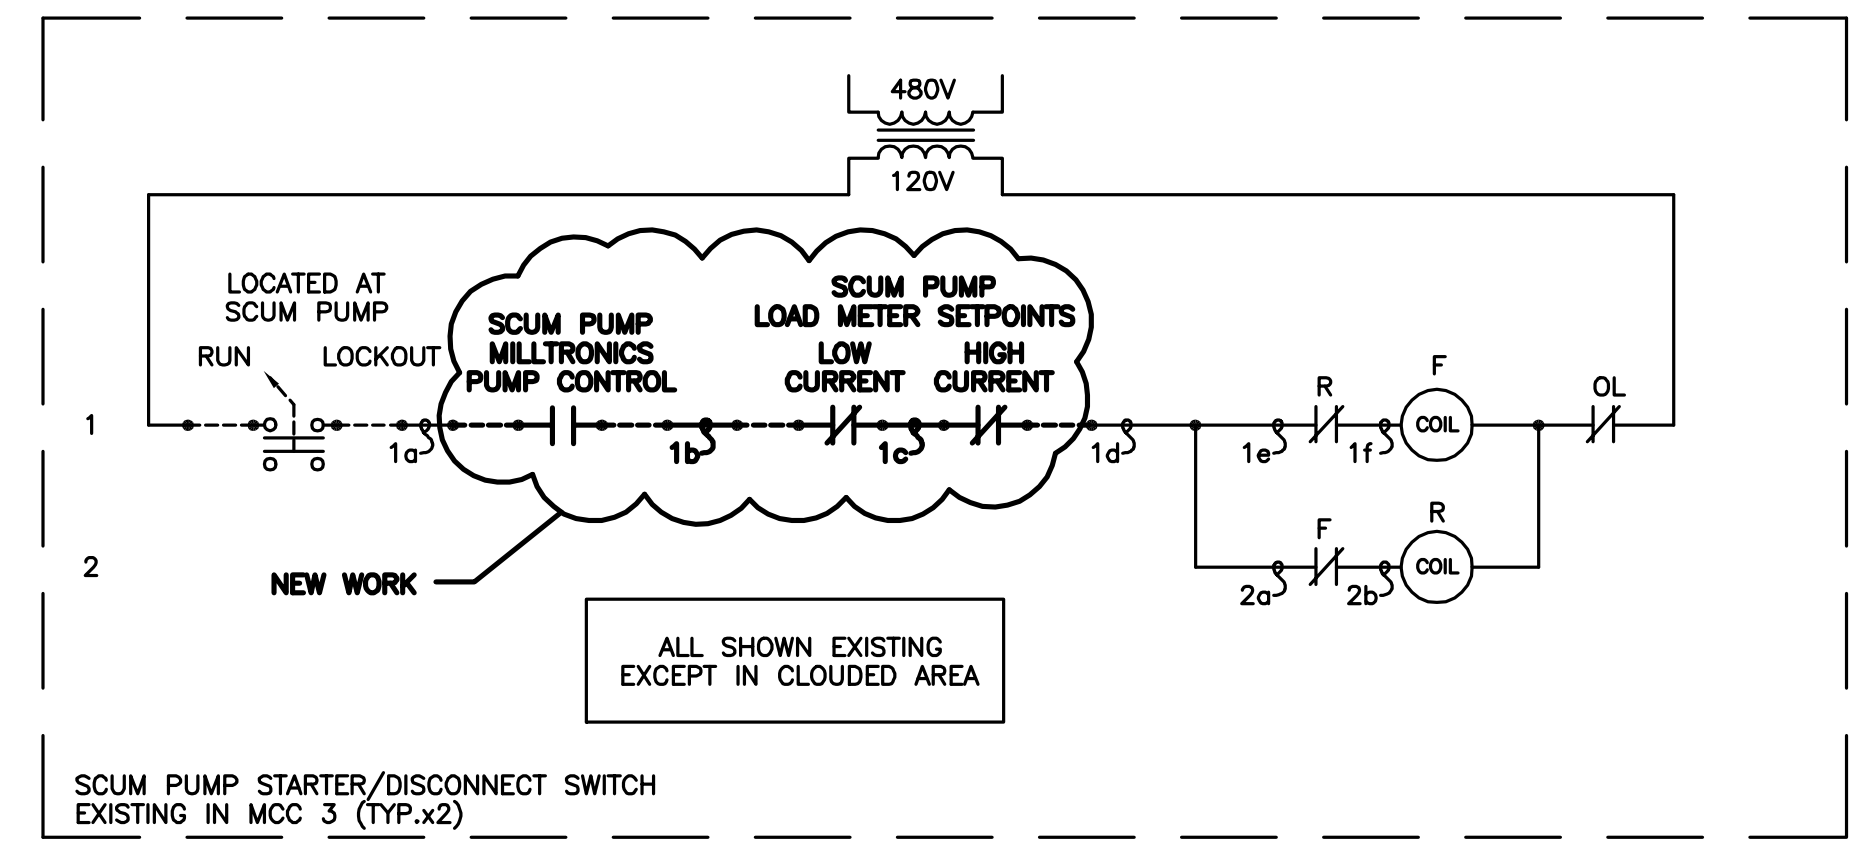 480V
120V
LOCATED AT
SCUM PUMP
RUN
LOCKOUT
SCUM PUMP
MILLTRONICS
PUMP CONTROL
SCUM PUMP
LOAD METER SETPOINTS
LOW
CURRENT
HIGH
CURRENT
1
1a
1b
1c
1d
1e
R
1f
F
COIL
OL
2
2a
F
2b
R
COIL
NEW WORK
ALL SHOWN EXISTING
EXCEPT IN CLOUDED AREA
SCUM PUMP STARTER/DISCONNECT SWITCH
EXISTING IN MCC 3 (TYP.x2)